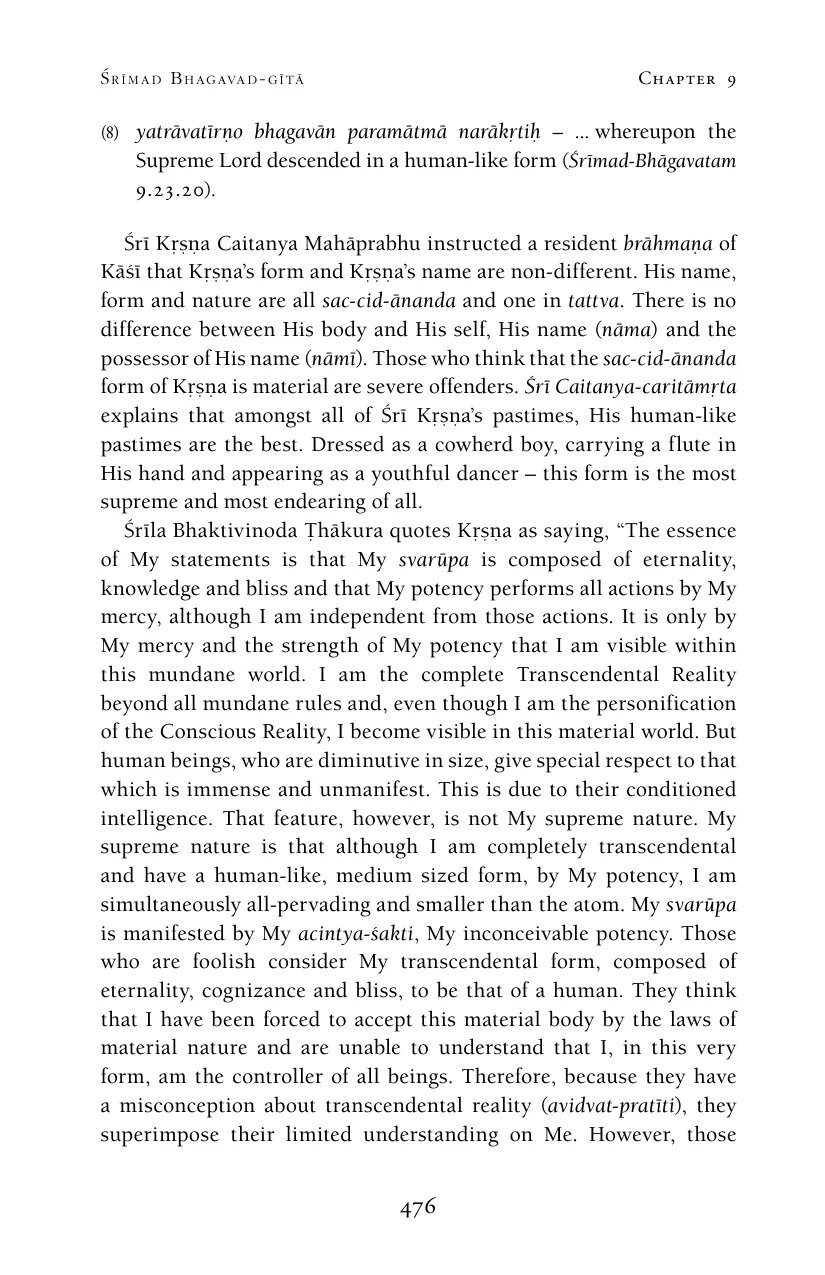 Śrīmad Bhagavad-gītā Chapter 9
(8) yatrāvatīrṇo bhagavān paramātmā narākṛtiḥ – ... whereupon the
Supreme Lord descended in a human-like form (Śrīmad-Bhāgavatam
9.23.20).
Śrī Kṛṣṇa Caitanya Mahāprabhu instructed a resident brāhmaṇa of
Kāśī that Kṛṣṇa’s form and Kṛṣṇa’s name are non-different. His name,
form and nature are all sac-cid-ānanda and one in tattva. There is no
difference between His body and His self, His name (nāma) and the
possessor of His name (nāmī). Those who think that the sac-cid-ānanda
form of Kṛṣṇa is material are severe offenders. Śrī Caitanya-caritāmṛta
explains that amongst all of Śrī Kṛṣṇa’s pastimes, His human-like
pastimes are the best. Dressed as a cowherd boy, carrying a flute in
His hand and appearing as a youthful dancer – this form is the most
supreme and most endearing of all.
Śrīla Bhaktivinoda Ṭhākura quotes Kṛṣṇa as saying, “The essence
of My statements is that My svarūpa is composed of eternality,
knowledge and bliss and that My potency performs all actions by My
mercy, although I am independent from those actions. It is only by
My mercy and the strength of My potency that I am visible within
this mundane world. I am the complete Transcendental Reality
beyond all mundane rules and, even though I am the personification
of the Conscious Reality, I become visible in this material world. But
human beings, who are diminutive in size, give special respect to that
which is immense and unmanifest. This is due to their conditioned
intelligence. That feature, however, is not My supreme nature. My
supreme nature is that although I am completely transcendental
and have a human-like, medium sized form, by My potency, I am
simultaneously all-pervading and smaller than the atom. My svarūpa
is manifested by My acintya-śakti, My inconceivable potency. Those
who are foolish consider My transcendental form, composed of
eternality, cognizance and bliss, to be that of a human. They think
that I have been forced to accept this material body by the laws of
material nature and are unable to understand that I, in this very
form, am the controller of all beings. Therefore, because they have
a misconception about transcendental reality (avidvat-pratīti), they
superimpose their limited understanding on Me. However, those
476